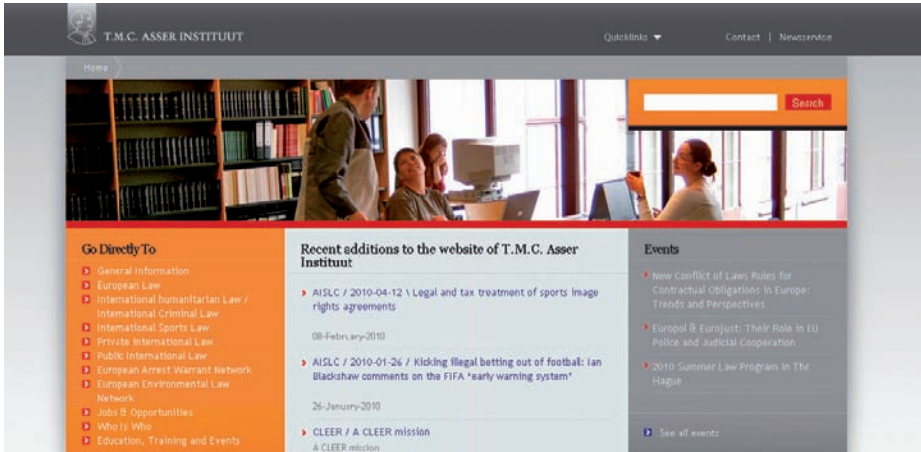 T.M.C. ASSER INSTITUUT
Quicklinks
Contact | Newsservice
Home
Search
Go Directly To
General Information
European Law
International humanitarian Law /
International Criminal Law
International Sports Law
Private International Law
Public International Law
European Arrest Warrant Network
European Environmental Law
Network
Jobs & Opportunities
Who is Who
Education, Training and Events
Recent additions to the website of T.M.C. Asser
Instituut
AISLC / 2010-04-12 \ Legal and tax treatment of sports image
rights agreements
08-February-2010
AISLC / 2010-01-26 / Kicking illegal betting out of football: Ian
Blackshaw comments on the FIFA ‘early warning system’
26-January-2010
CLEER / A CLEER mission
A CLEER mission
Events
New Conflict of Laws Rules for
Contractual Obligations in Europe:
Trends and Perspectives
Europol & Eurojust: Their Role in EU
Police and Judicial Cooperation
2010 Summer Law Program in The
Hague
See all events